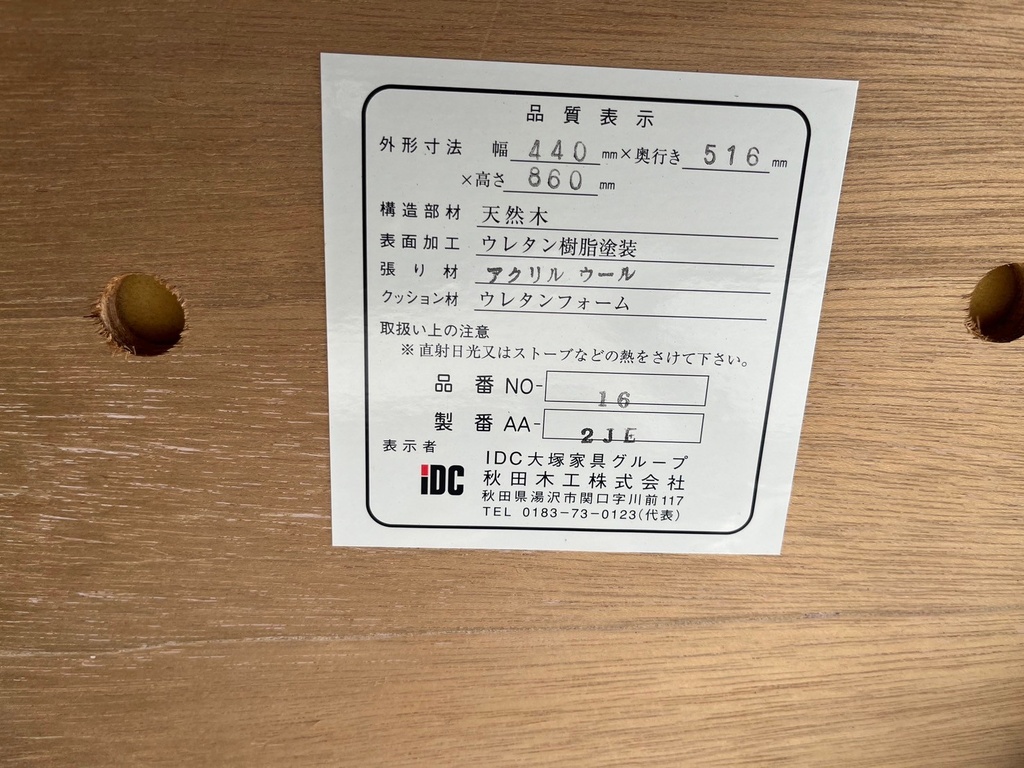 品質表示
外形寸法 幅 440 mm×奥行き 516 mm
×高さ 860 mm
構造部材 天然木
表面加工 ウレタン樹脂塗装
張り材 アクリル ウール
クッション材 ウレタンフォーム
取扱い上の注意
※直射日光又はストーブなどの熱をさけて下さい。
品番NO- 16
製番AA- 2JE
表示者
iDC
IDC大塚家具グループ
秋田木工株式会社
秋田県湯沢市関口字川前117
TEL 0183-73-0123(代表)